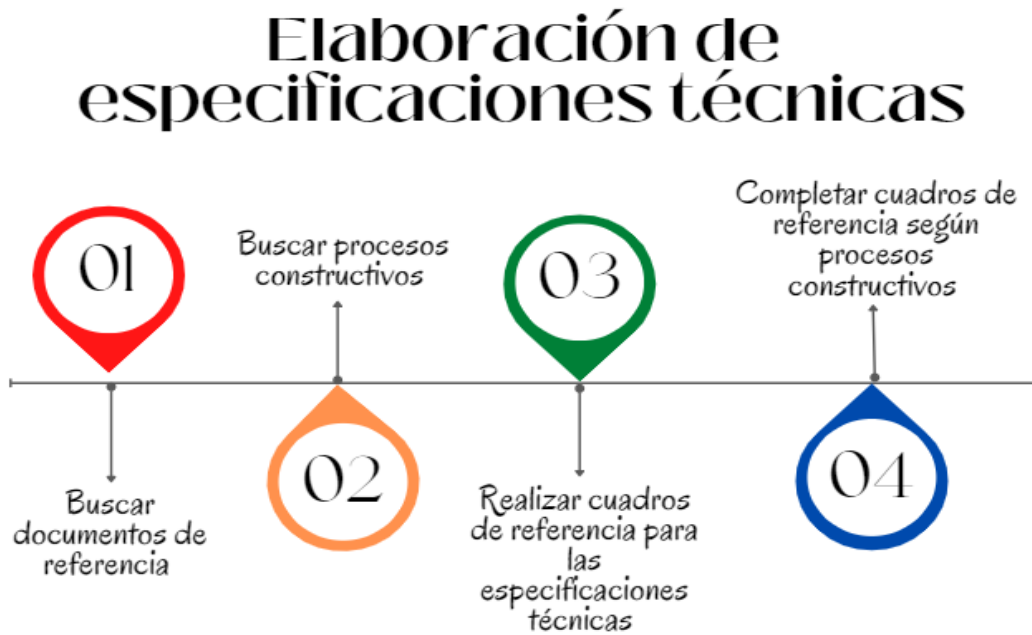 Elaboración de
especificaciones técnicas
01
Buscar
documentos de
referencia
Buscar procesos
constructivos
02
03
Realizar cuadros
de referencia para
las
especificaciones
técnicas
Completar cuadros de
referencia según
procesos
constructivos
04